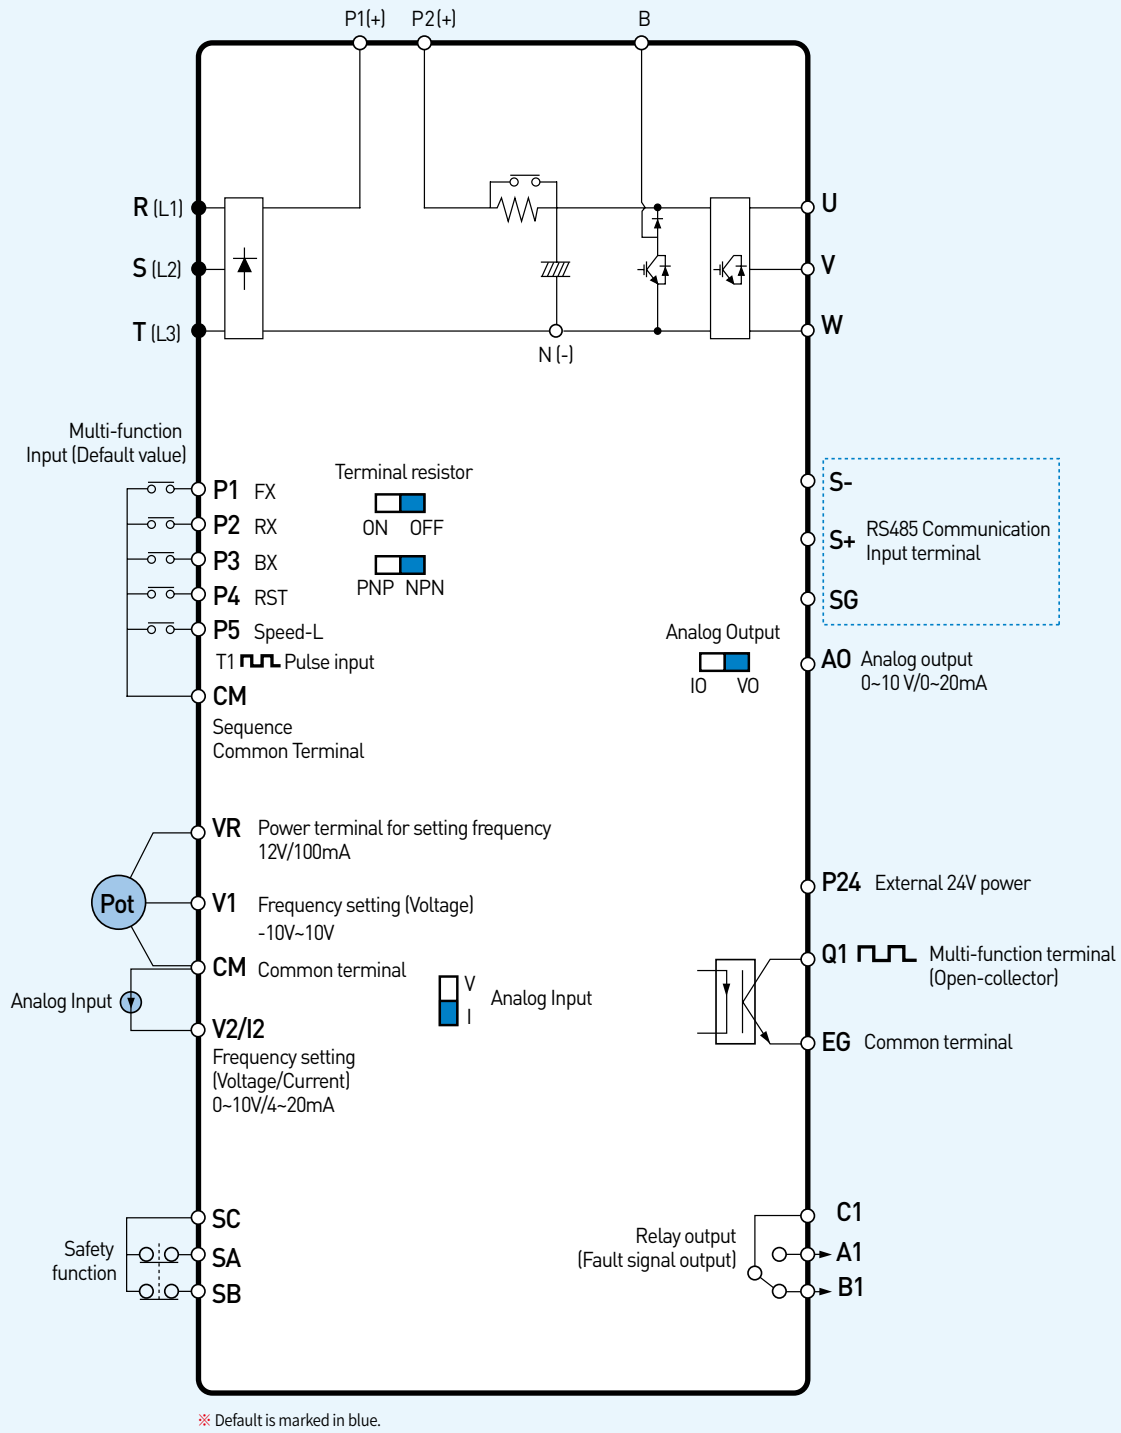 P1(+)
P2(+)
B
R (L1)
S (L2)
T (L3)
U
V
W
N (-)
Multi-function
Input (Default value)
P1 FX
P2 RX
P3 BX
P4 RST
P5 Speed-L
T1 Pulse input
CM
Sequence
Common Terminal
Terminal resistor
ON OFF
PNP NPN
S-
S+
SG
RS485 Communication
Input terminal
Analog Output
IO VO
AO Analog output
0~10 V/0~20mA
VR Power terminal for setting frequency
12V/100mA
Pot
V1 Frequency setting (Voltage)
-10V~10V
CM Common terminal
Analog Input
V2/I2
Frequency setting
(Voltage/Current)
0~10V/4~20mA
V
I
Analog Input
P24 External 24V power
Q1 Multi-function terminal
(Open-collector)
EG Common terminal
Safety
function
SC
SA
SB
Relay output
(Fault signal output)
C1
A1
B1
※ Default is marked in blue.